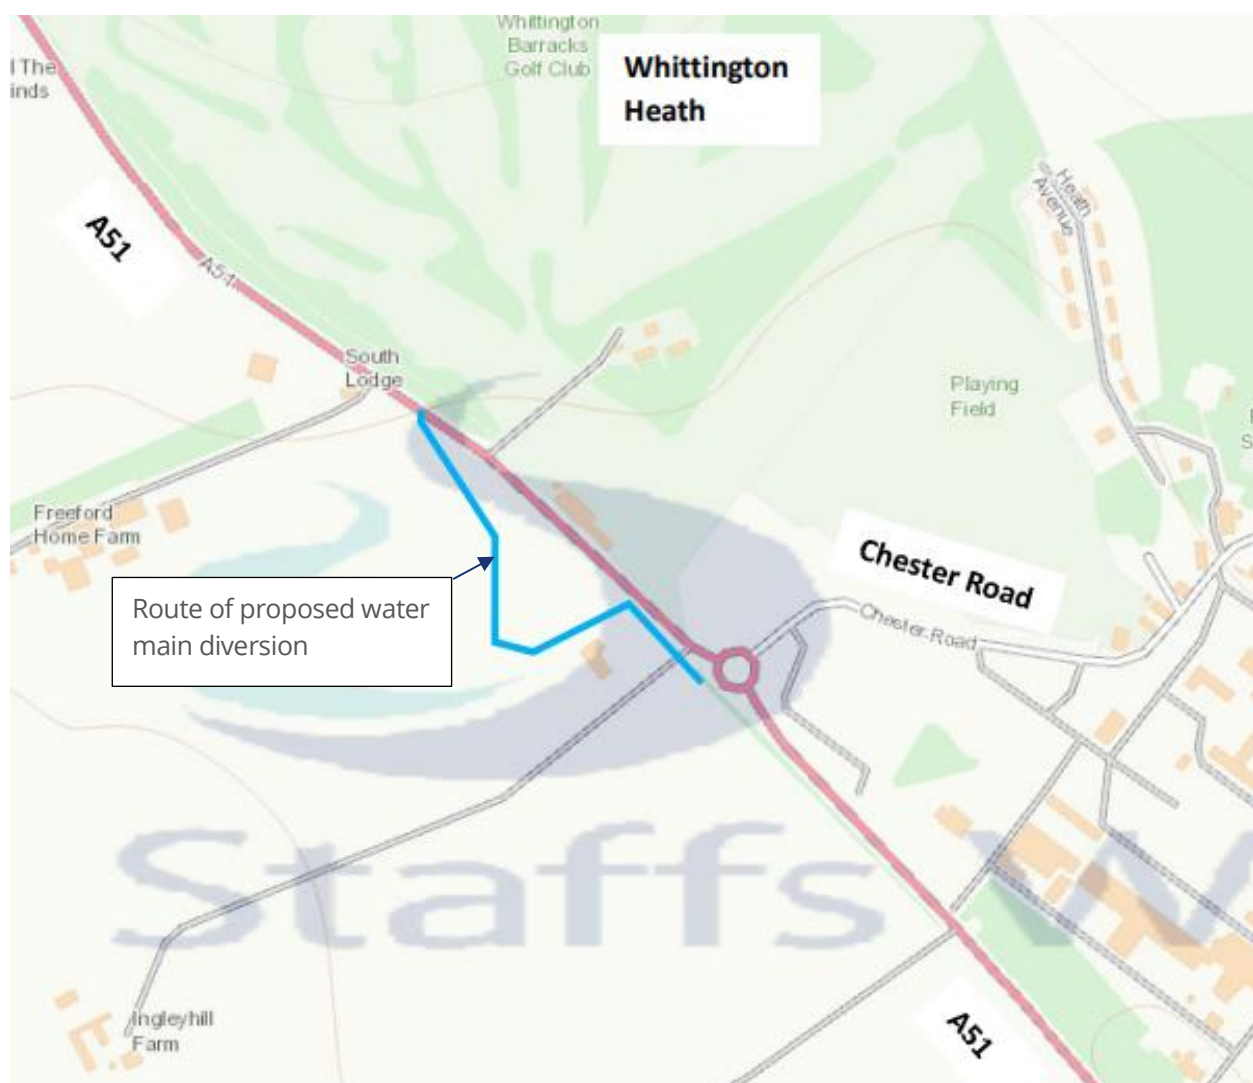 Whittington
Barracks
Golf Club
Whittington
Heath
l The
inds
A51
A51
Heath
Avenue
South
Lodge
Playing
Field
Freeford
Home Farm
Chester Road
Route of proposed water
main diversion
Chester Road
Staffs W
Ingleyhill
Farm
A51